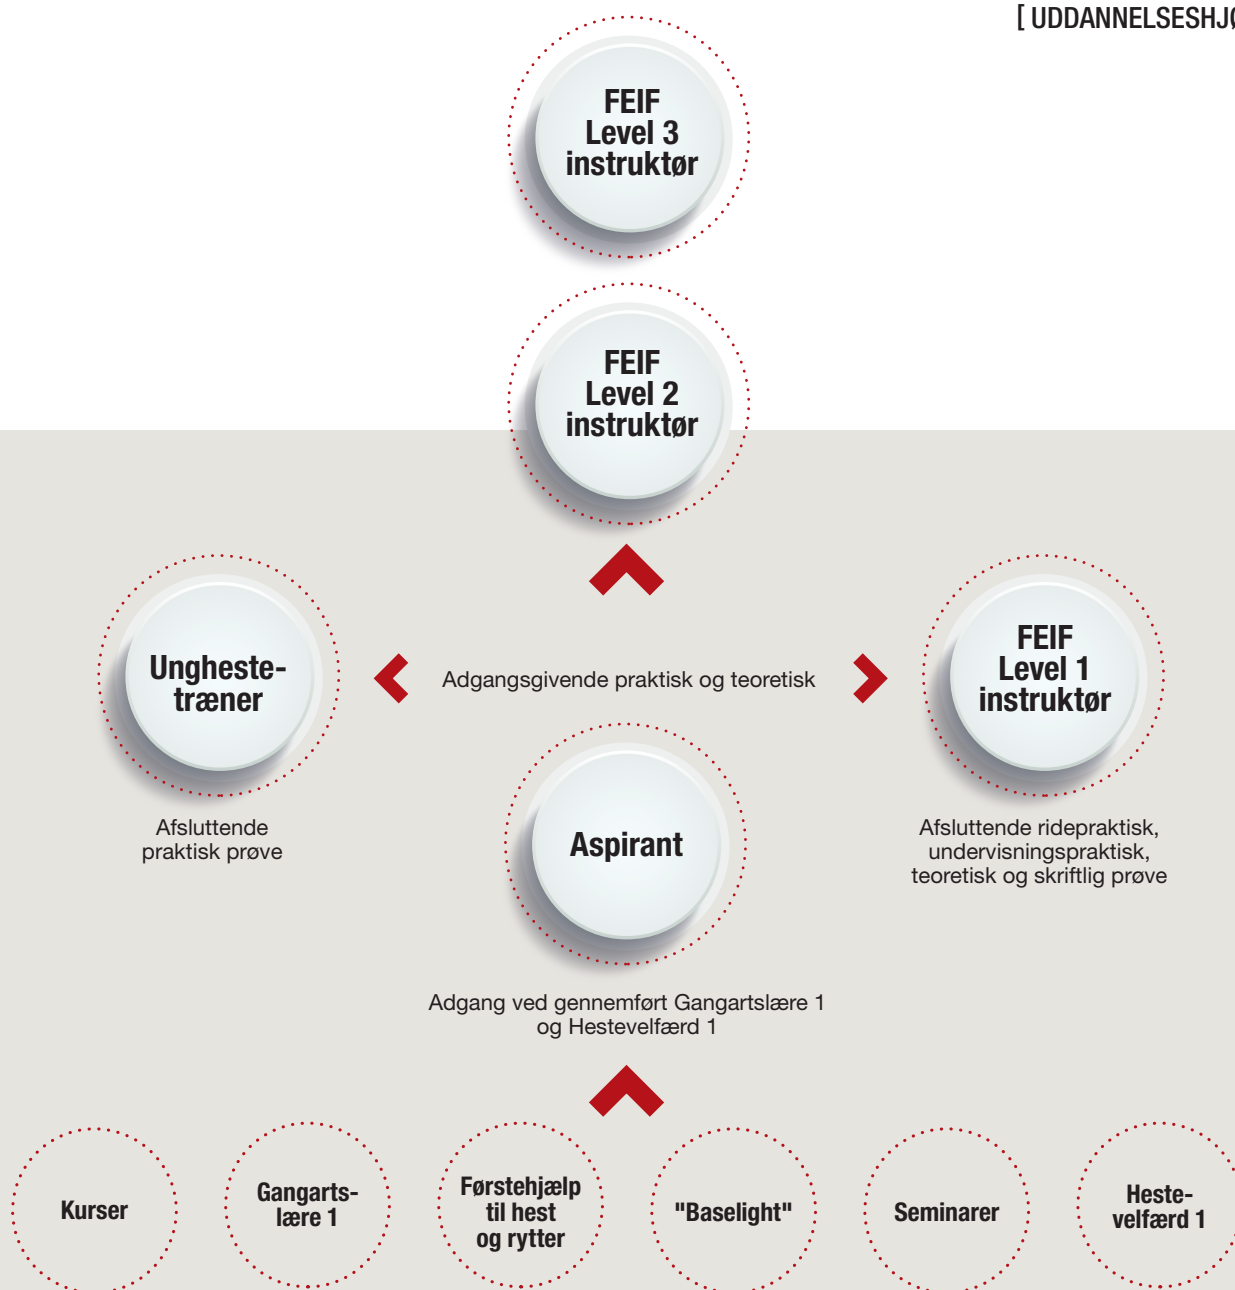 [ UDDANNELSESHJØ
FEIF
Level 3
instruktør
FEIF
Level 2
instruktør
Ungheste-
træner
Adgangsgivende praktisk og teoretisk
FEIF
Level 1
instruktør
Afsluttende
praktisk prøve
Aspirant
Afsluttende ridepraktisk,
undervisningspraktisk,
teoretisk og skriftlig prøve
Adgang ved gennemført Gangartslære 1
og Hestevelfærd 1
Kurser
Gangarts-
lære 1
Førstehjælp
til hest
og rytter
"Baselight"
Seminarer
Heste-
velfærd 1